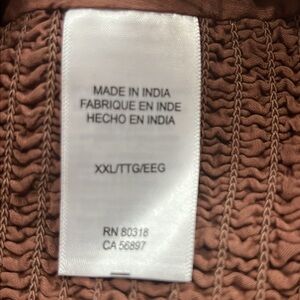 MADE IN INDIA
FABRIQUE EN INDE
HECHO EN INDIA
XXL/TTG/EEG
RN 80318
CA 56897